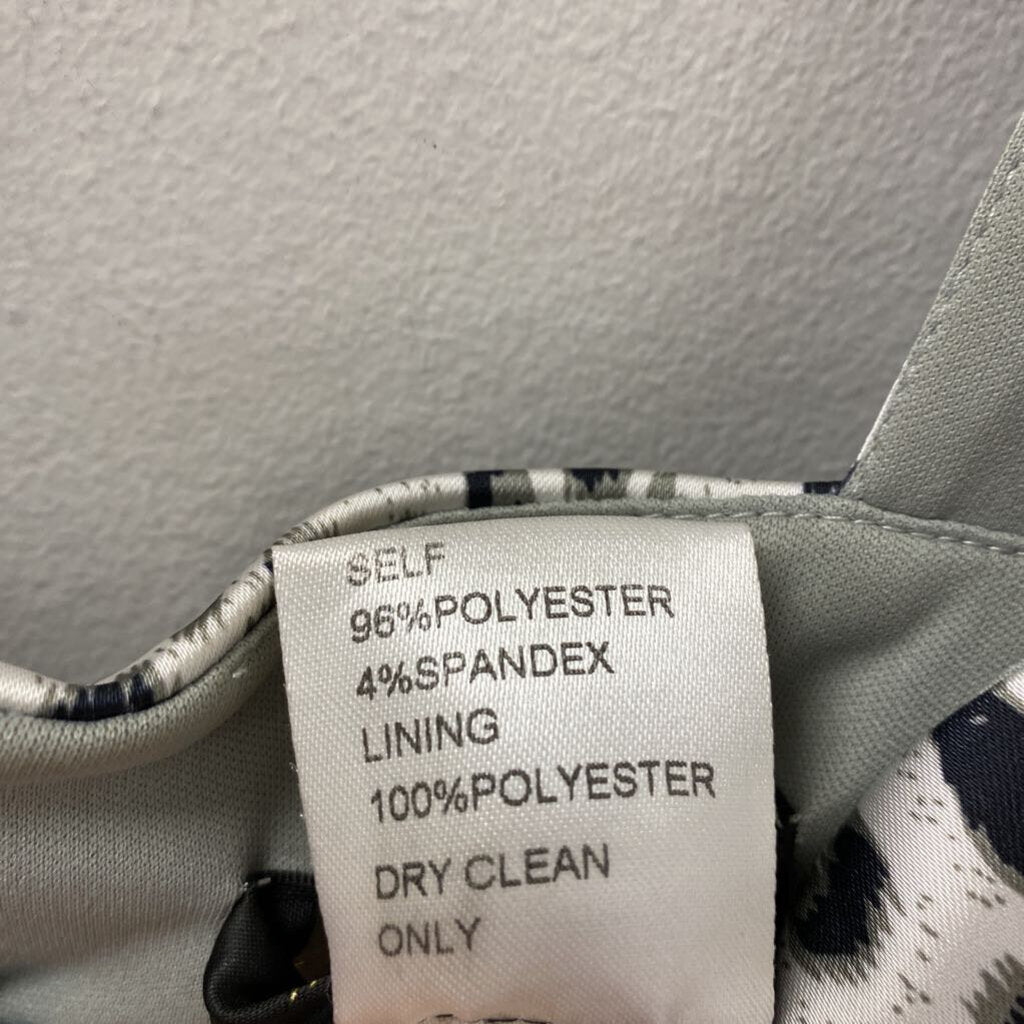 SELF
96%POLYESTER
4%SPANDEX
LINING
100%POLYESTER
DRY CLEAN
ONLY